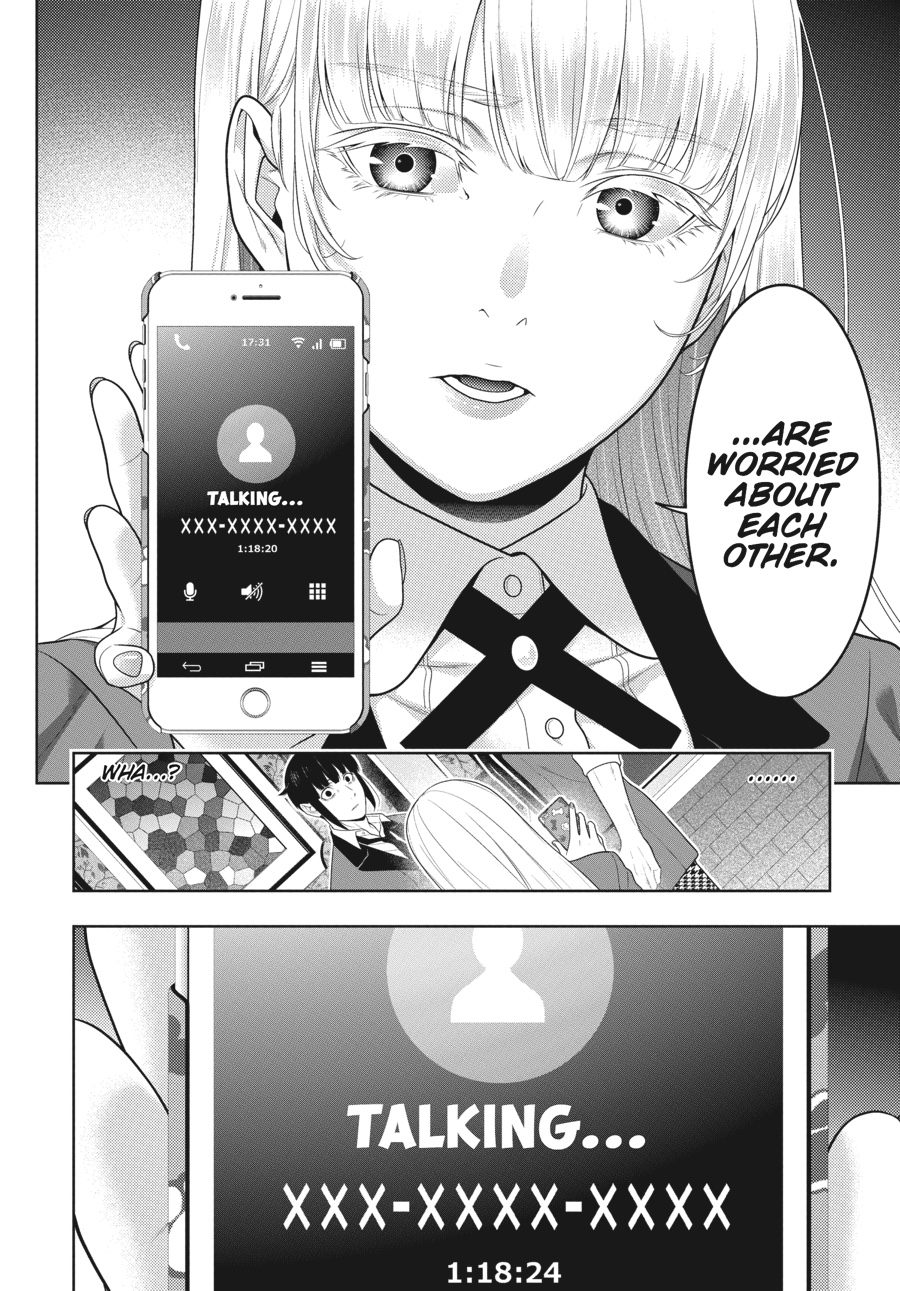 17:31
TALKING...
XXX-XXXX-XXXX
1:18:20
...ARE
WORRIED
ABOUT
EACH
OTHER.
WHA...?
......
TALKING...
XXX-XXXX-XXXX
1:18:24